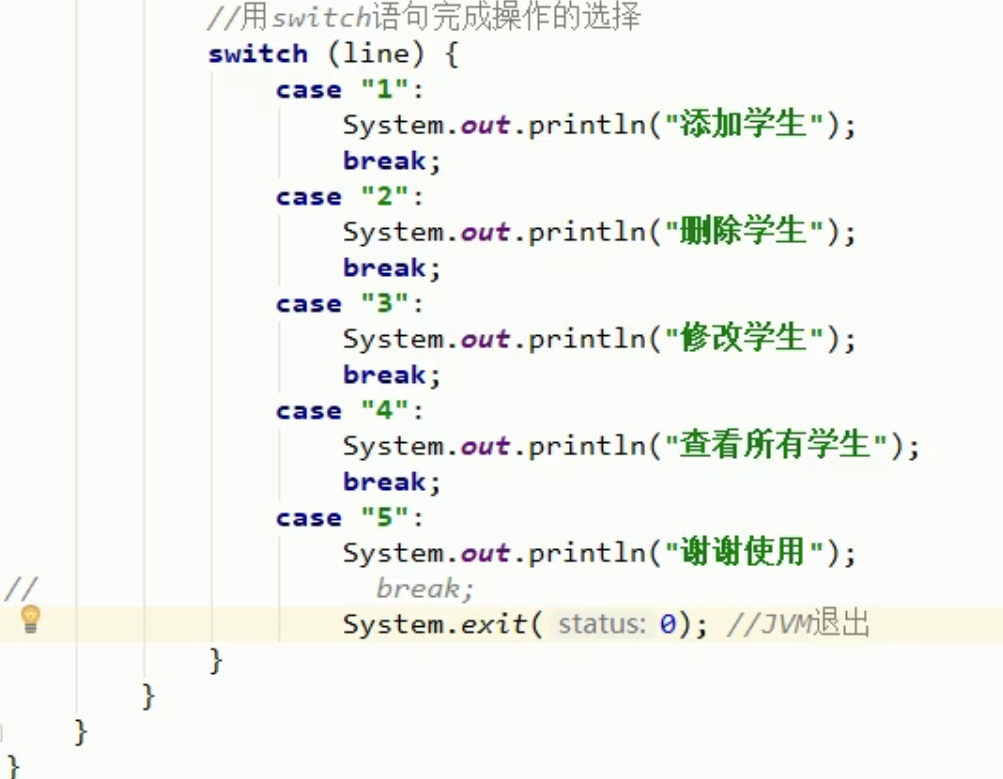 //用switch语句完成操作的选择
switch (line) {
case "1":
System.out.println("添加学生");
break;
case "2":
System.out.println("删除学生");
break;
case "3":
System.out.println("修改学生");
break;
case "4":
System.out.println("查看所有学生");
break;
case "5":
System.out.println("谢谢使用");
// break;
System.exit( status: 0); //JVM退出
}
}
}
}